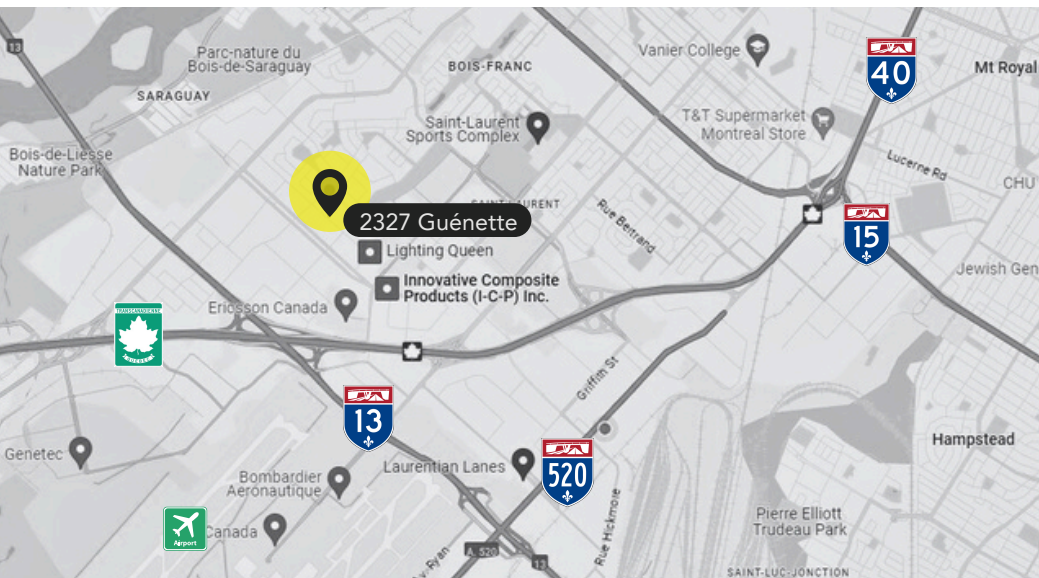 13
Parc-nature du
Bois-de-Saraguay
SARAGUAY
BOIS-FRANC
Vanier College
40
Mt Royal
Saint-Laurent
Sports Complex
T&T Supermarket
Montreal Store
Bois-de-Liesse
Nature Park
Lucerne Rd
CHU
2327 Guénette
Rue Bertrand
15
Lighting Queen
Innovative Composite
Products (I-C-P) Inc.
Jewish Gen
Ericsson Canada
TRANSCANADIENNE
QUÉBEC
Griffith St
13
Genetec
Bombardier
Aéronautique
Laurentian Lanes
520
Hampstead
Airport
Canada
Rue Hickmore
Pierre Elliott
Trudeau Park
A. 520
13
SAINT-LUC-JONCTION